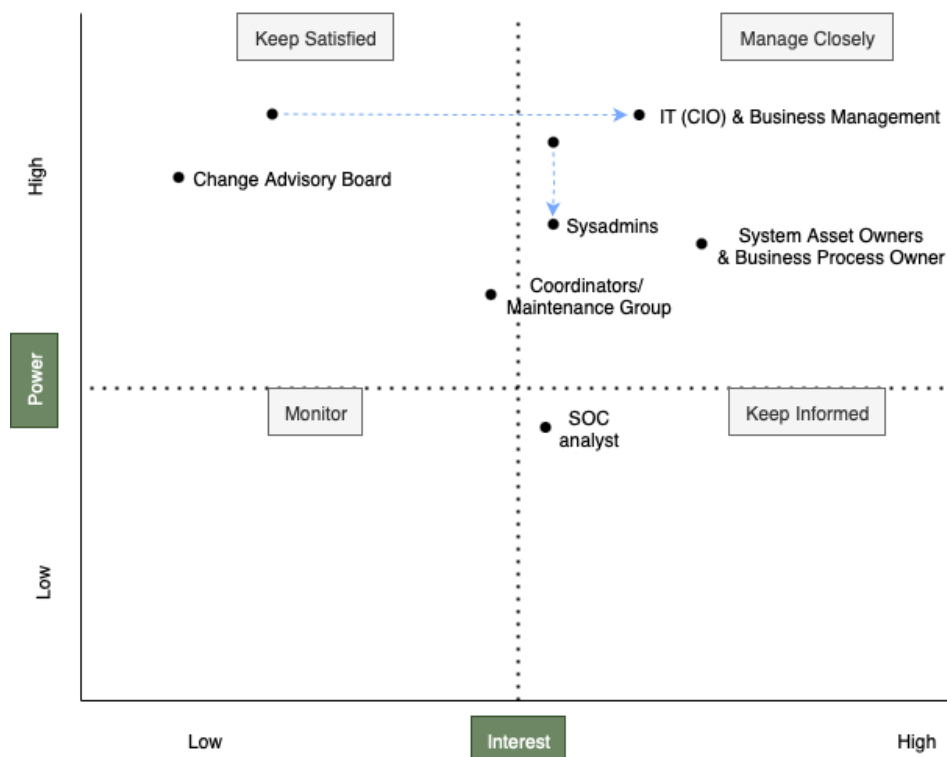 Keep Satisfied
Manage Closely
IT (CIO) & Business Management
High
Change Advisory Board
Sysadmins
System Asset Owners
& Business Process Owner
Coordinators/
Maintenance Group
Power
Monitor
Keep Informed
SOC
analyst
Low
Low
Interest
High